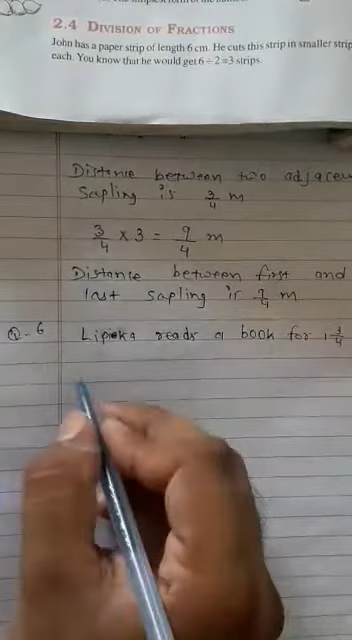 2.4 DIVISION OF FRACTIONS
John has a paper strip of length 6 cm. He cuts this strip in smaller strip
each. You know that he would get 6 ÷ 2 = 3 strips.
Distance between two adjacen
Sapling is 3/4 m
3/4 × 3 = 9/4 m
Distance between first and
last sapling is 9/4 m
Q-6 Lipika reads a book for 1 3/4